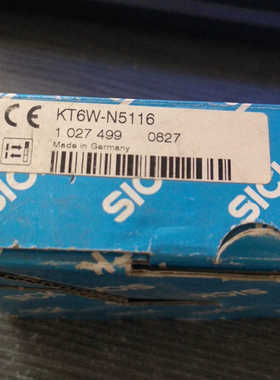 CE KT6W-N5116
1 027 499 0827
Made in Germany
SICK
SICK